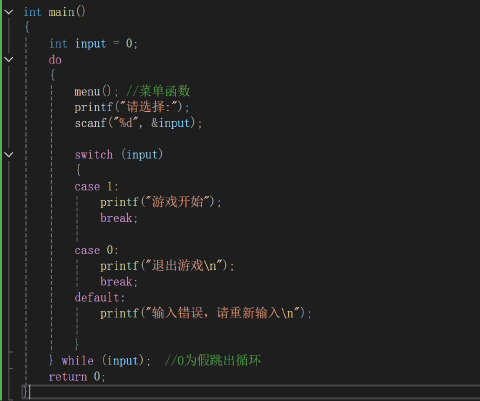 int main()
{
    int input = 0;
    do
    {
        menu(); //菜单函数
        printf("请选择:");
        scanf("%d", &input);

        switch (input)
        {
        case 1:
            printf("游戏开始");
            break;

        case 0:
            printf("退出游戏\n");
            break;
        default:
            printf("输入错误，请重新输入\n");

        }
    } while (input);  //0为假跳出循环
    return 0;
}